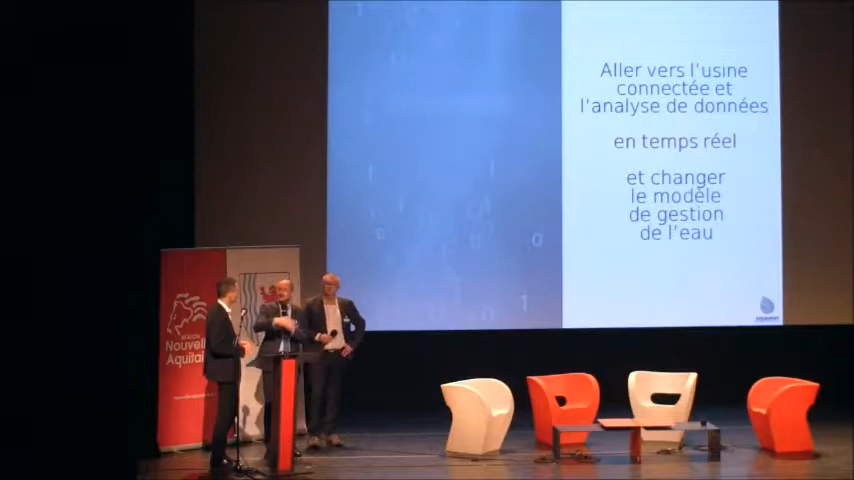 Aller vers l'usine
connectée et
l'analyse de données
en temps réel
et changer
le modèle
de gestion
de l'eau
RÉGION
Nouvelle
Aquitaine